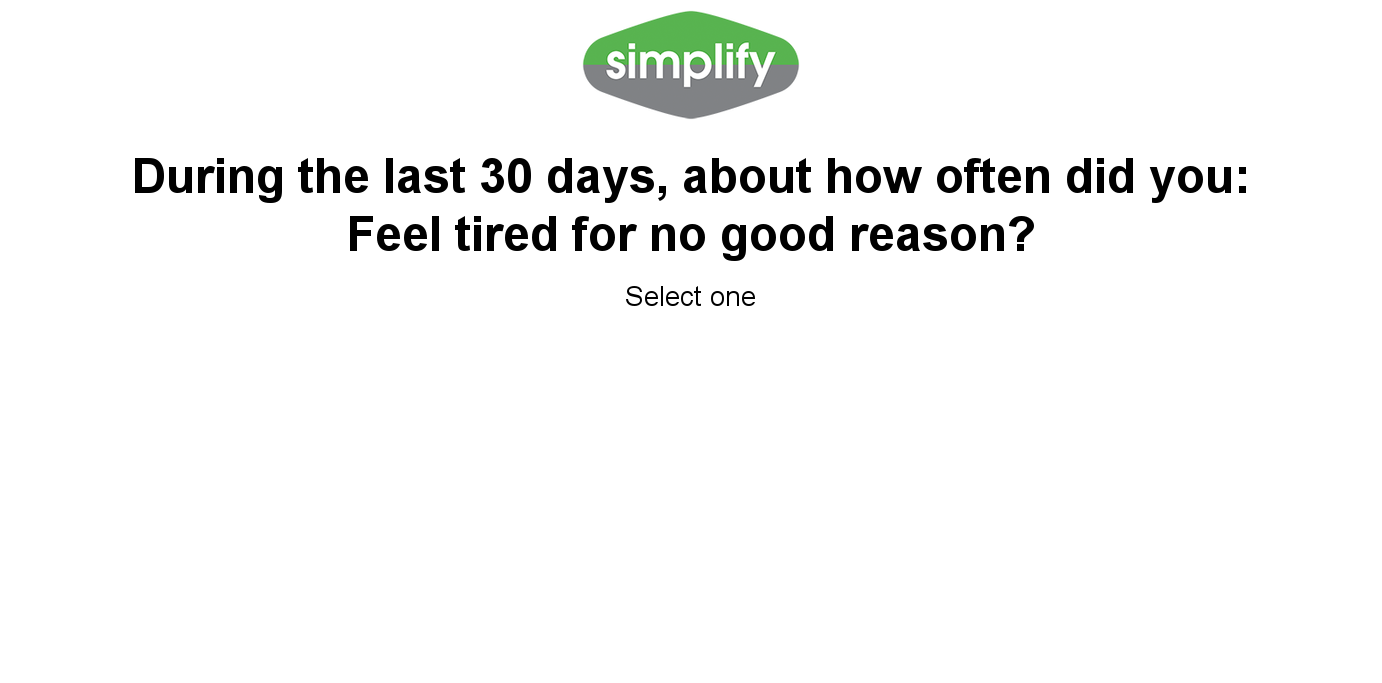 simplify
During the last 30 days, about how often did you:
Feel tired for no good reason?
Select one